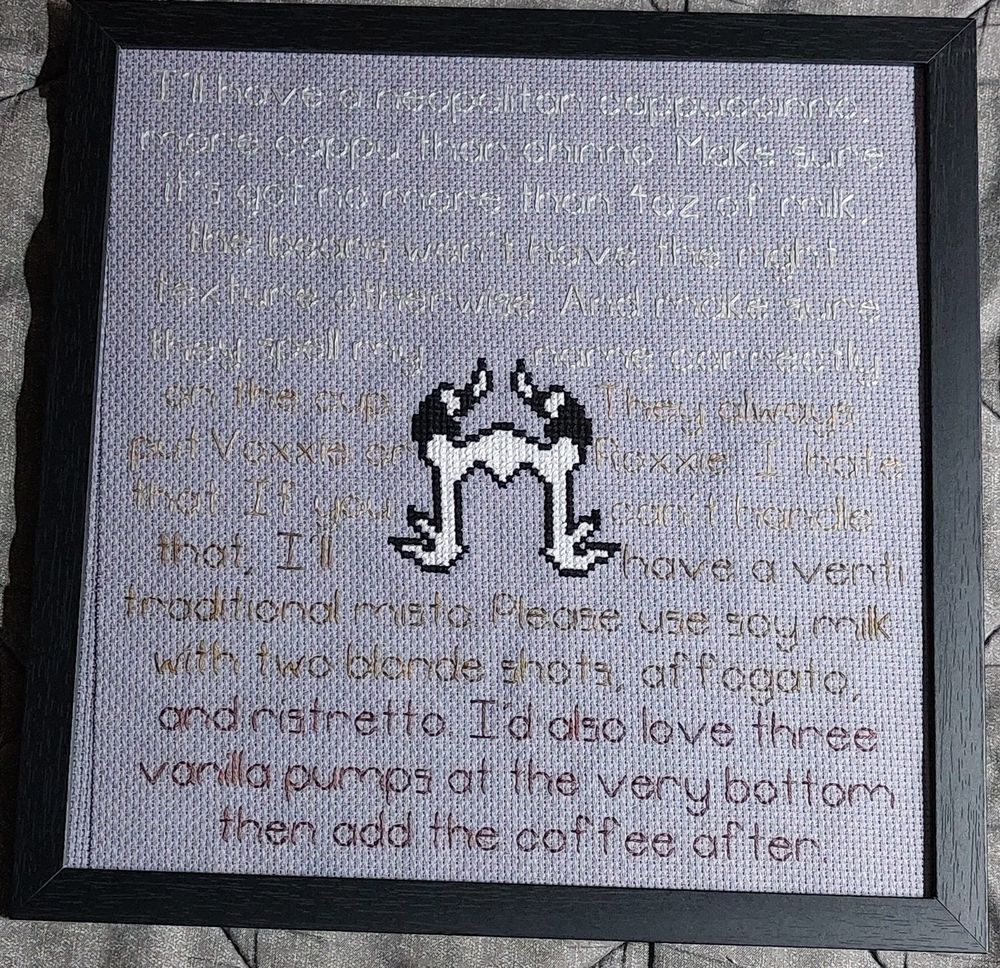 I'll have a neapolitan cappuccinno,
more cappu than chinno. Make sure
it's got no more than 4oz of milk,
the beans won't have the right
texture otherwise. And make sure
they spell my name correctly
on the cup. They always
put Voxxie or Roxxie. I hate
that. If you can't handle
that, I'll have a venti
traditional misto. Please use soy milk
with two blonde shots, affogato,
and ristretto. I'd also love three
vanilla pumps at the very bottom
then add the coffee after.